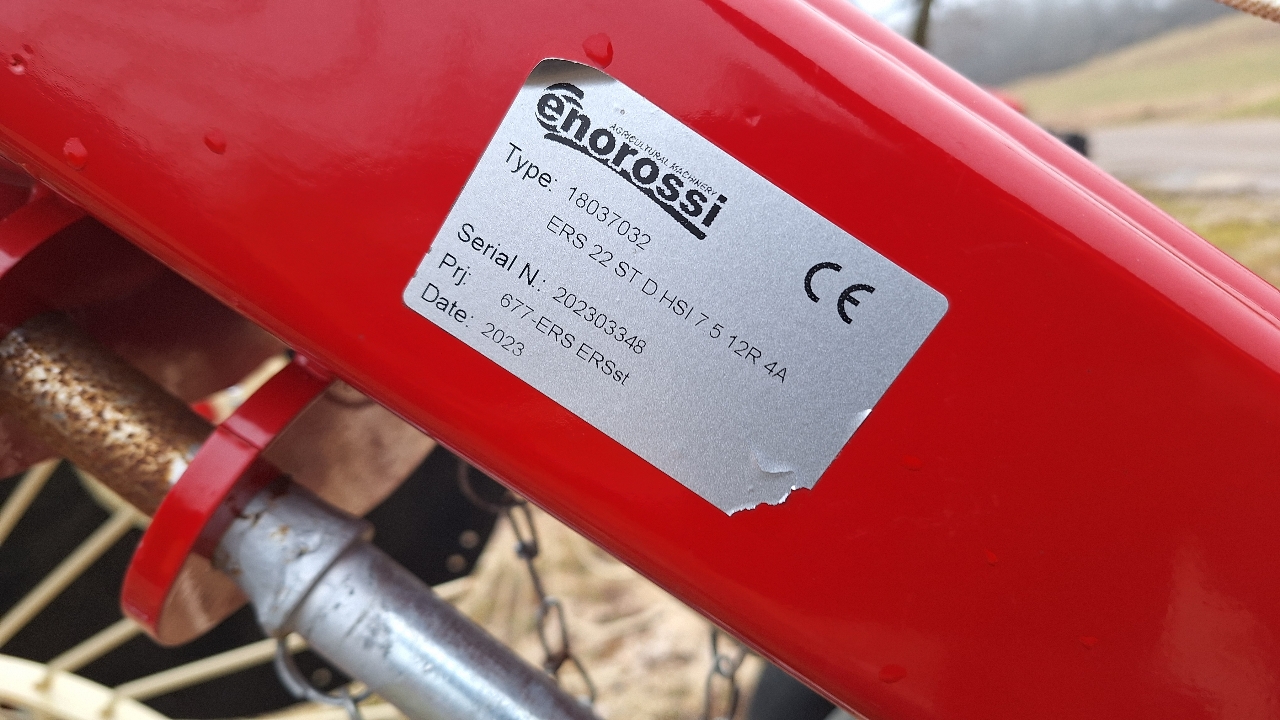 enorossi
AGRICULTURAL MACHINERY
Type: 18037032
ERS 22 ST D.HSI 7 5 12R 4A
CE
Serial N.: 202303348
Prj: 677-ERS ERSst
Date: 2023